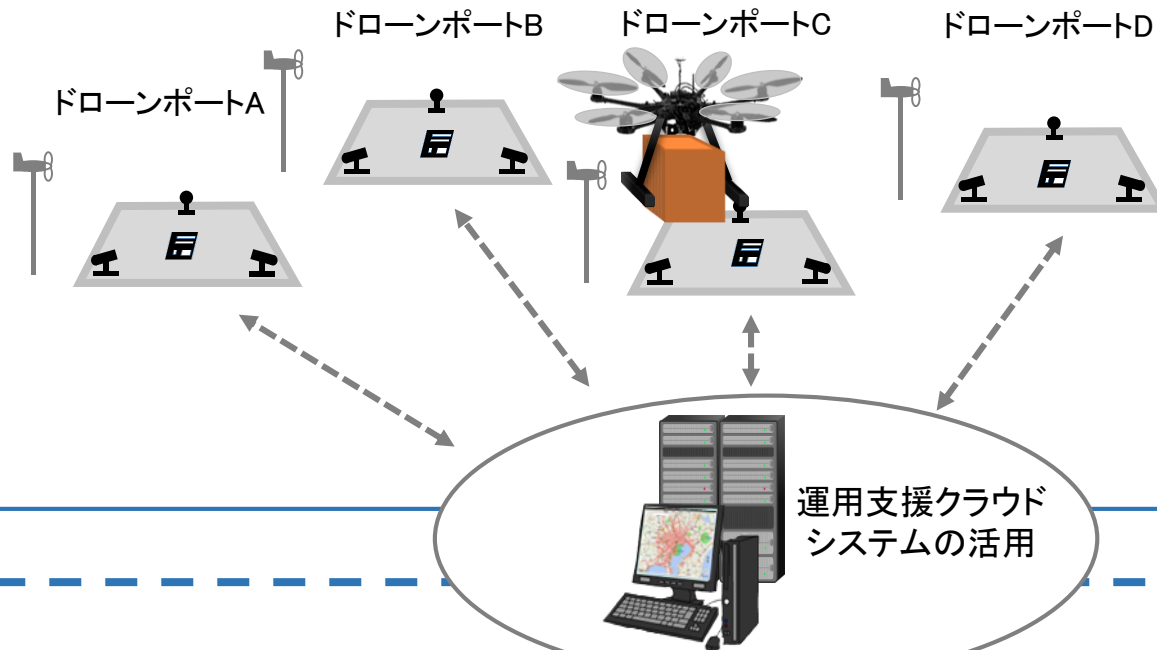 ドローンポートB
ドローンポートC
ドローンポートD
ドローンポートA
運用支援クラウド
システムの活用